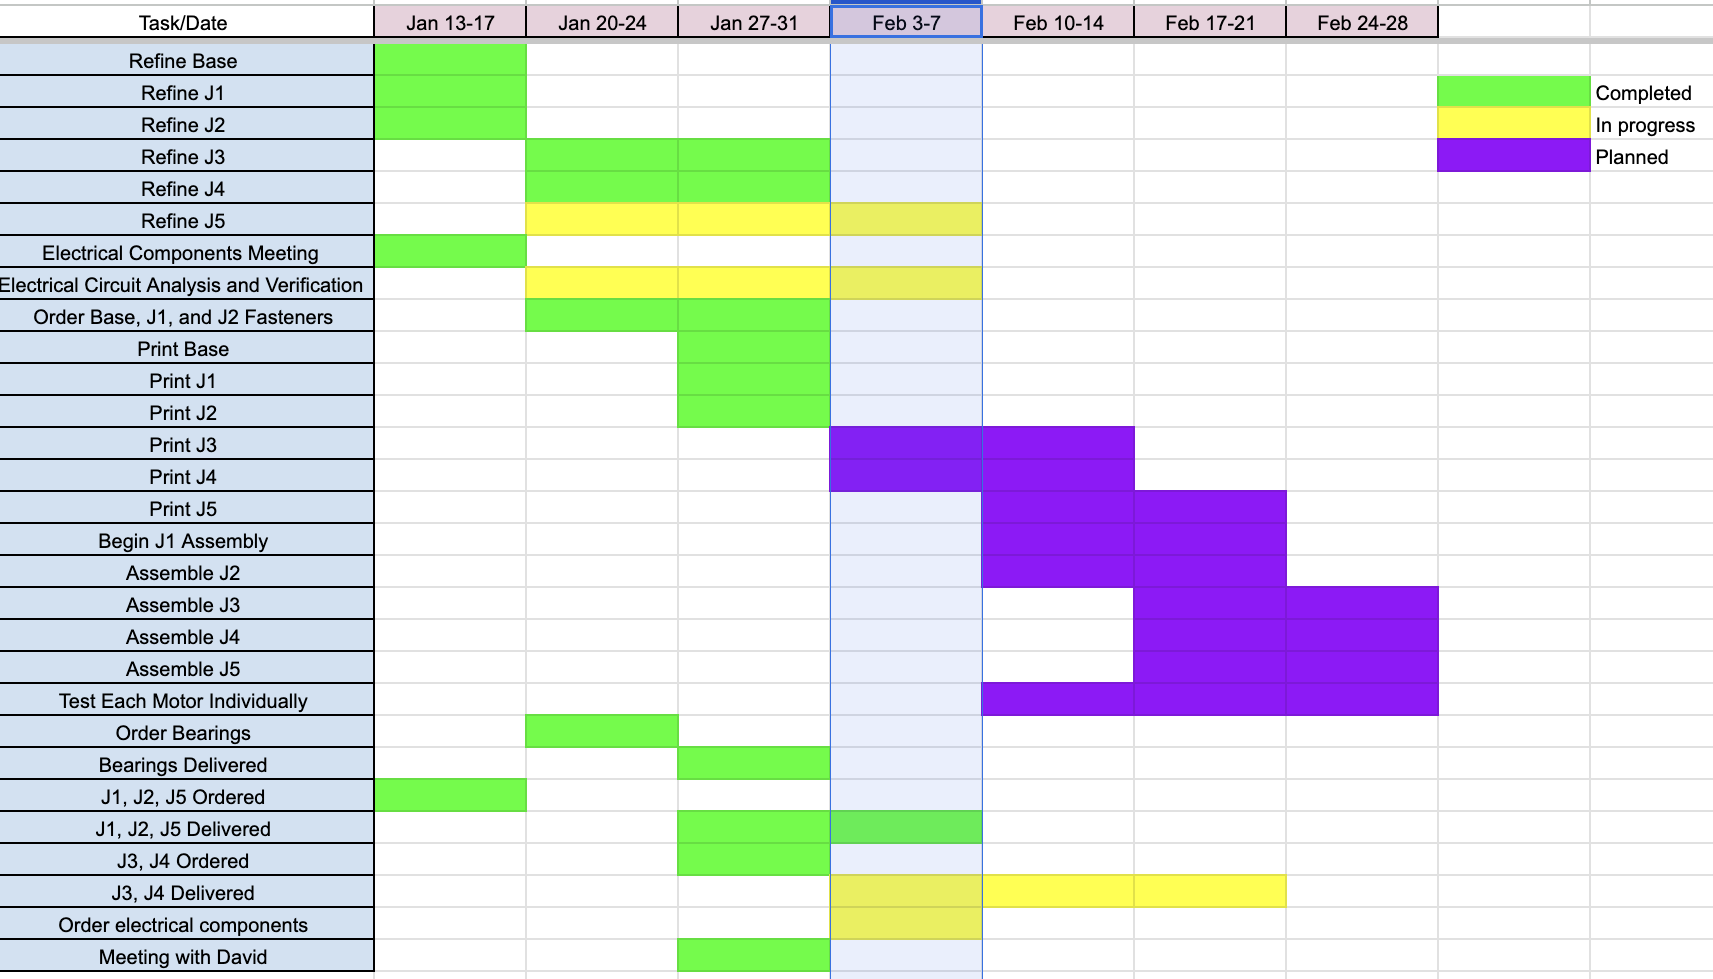 Task/Date Jan 13-17 Jan 20-24 Jan 27-31 Feb 3-7 Feb 10-14 Feb 17-21 Feb 24-28
Refine Base
Refine J1 Completed
Refine J2 In progress
Refine J3 Planned
Refine J4
Refine J5
Electrical Components Meeting
Electrical Circuit Analysis and Verification
Order Base, J1, and J2 Fasteners
Print Base
Print J1
Print J2
Print J3
Print J4
Print J5
Begin J1 Assembly
Assemble J2
Assemble J3
Assemble J4
Assemble J5
Test Each Motor Individually
Order Bearings
Bearings Delivered
J1, J2, J5 Ordered
J1, J2, J5 Delivered
J3, J4 Ordered
J3, J4 Delivered
Order electrical components
Meeting with David